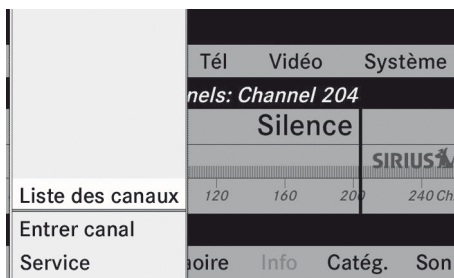 Tél Vidéo Système
nels: Channel 204
Silence
SIRIUS
Liste des canaux
120 160 200 240 Ch
Entrer canal
Service
oire Info Catég. Son